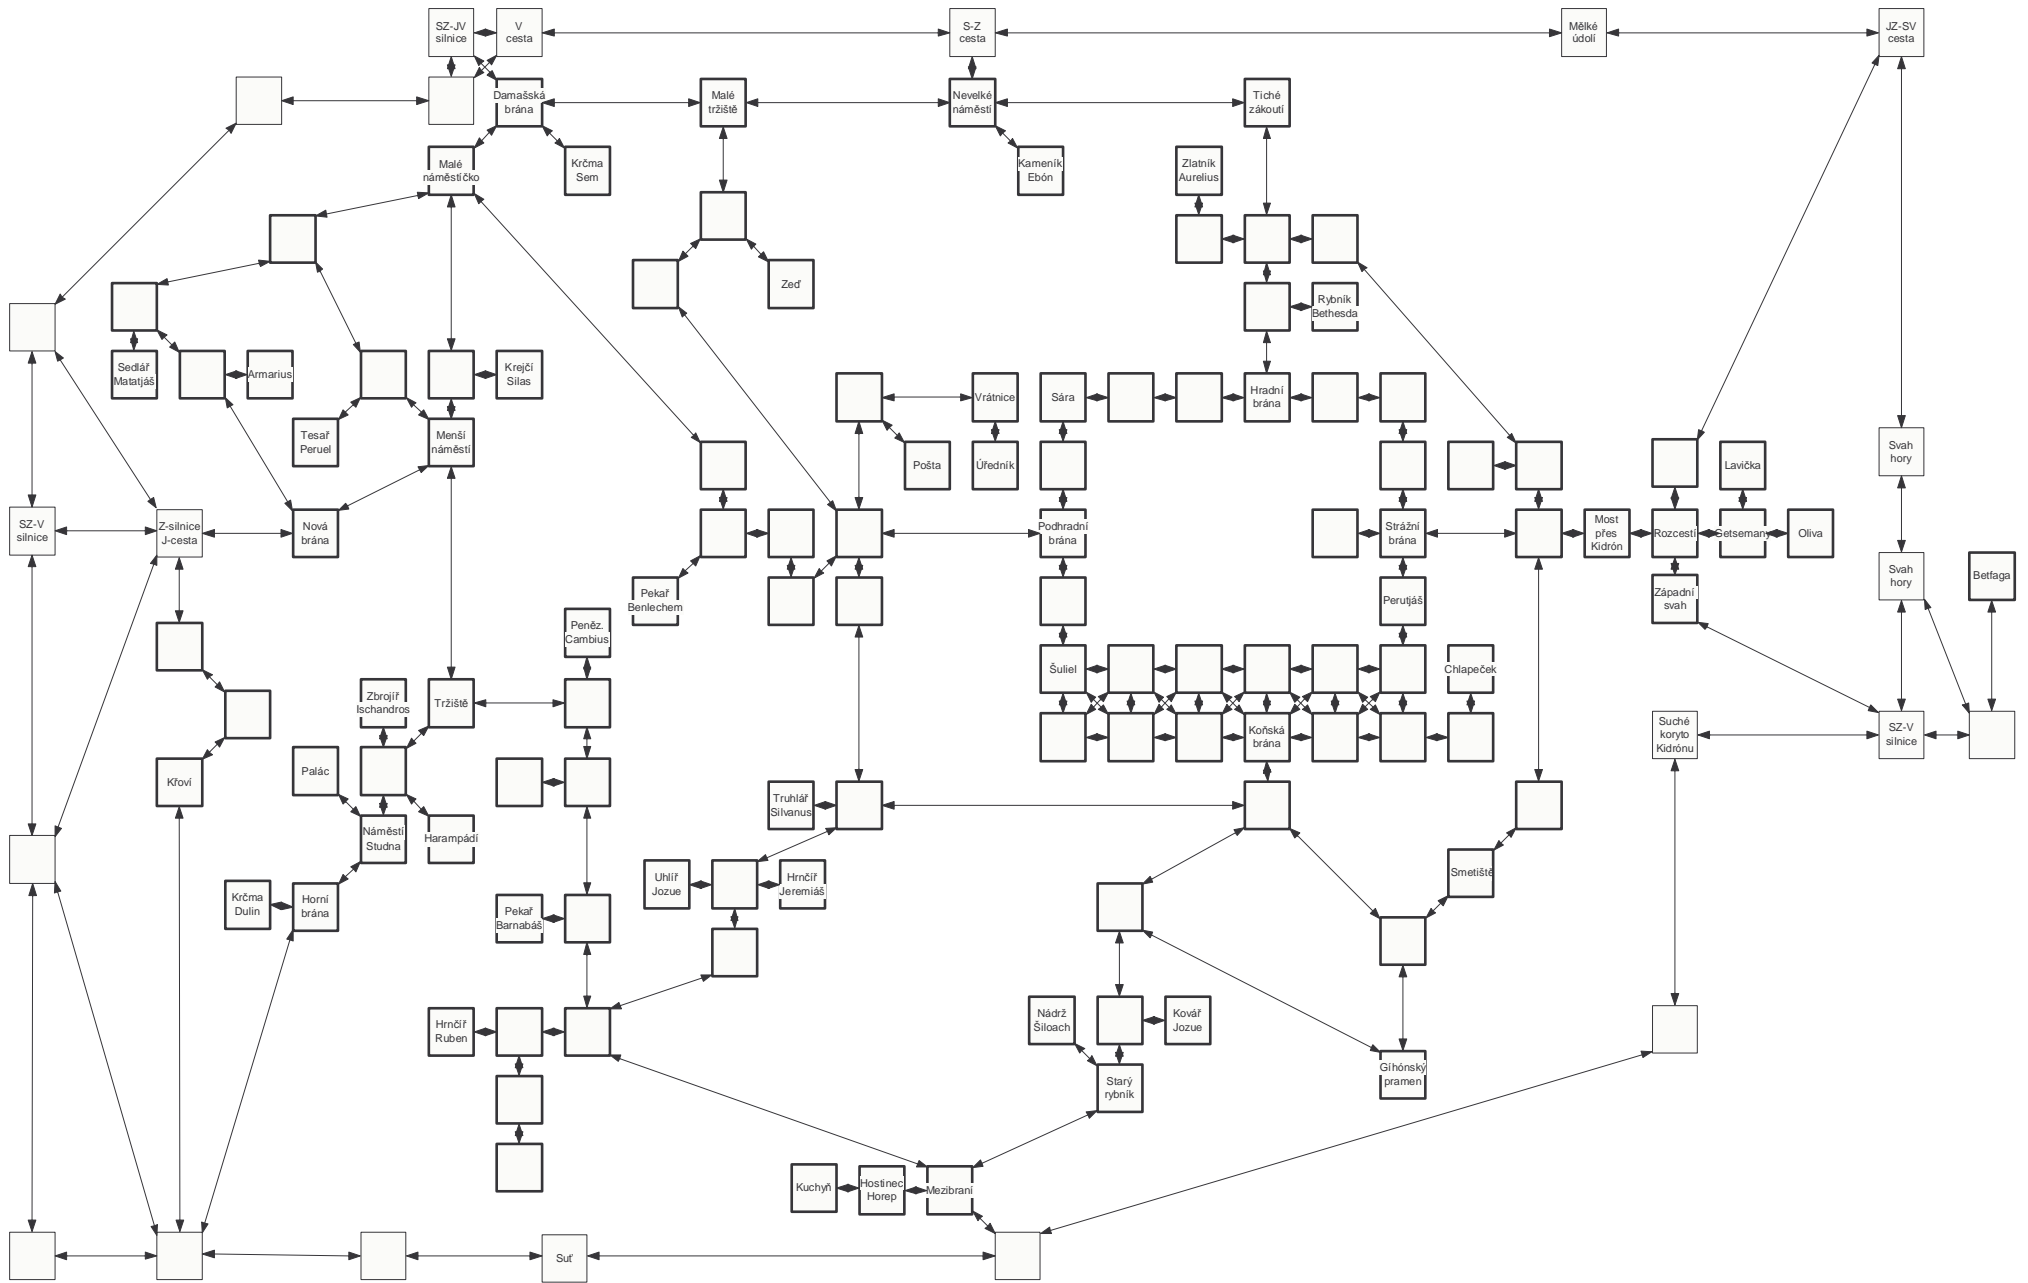 SZ-JV
silnice
V
cesta
S-Z
cesta
Mělké
údolí
JZ-SV
cesta
Damašská
brána
Malé
tržiště
Nevelké
náměstí
Tiché
zákoutí
Malé
náměstíčko
Krčma
Sem
Kameník
Ebón
Zlatník
Aurelius
Zeď
Rybník
Bethesda
Sedlář
Matatjáš
Armarius
Krejčí
Silas
Vrátnice
Sára
Hradní
brána
Tesař
Peruel
Menší
náměstí
Pošta
Úředník
Svah
hory
Lavička
SZ-V
silnice
Z-silnice
J-cesta
Nová
brána
Podhradní
brána
Strážní
brána
Most
přes
Kidrón
Rozcestí
Getsemany
Oliva
Svah
hory
Betfaga
Pekař
Benlechem
Perutjáš
Západní
svah
Peněz.
Cambius
Šuliel
Chlapeček
Zbrojíř
Ischandros
Tržiště
Koňská
brána
Suché
koryto
Kidrónu
SZ-V
silnice
Křoví
Palác
Truhlář
Silvanus
Náměstí
Studna
Harampádí
Smetiště
Uhlíř
Jozue
Hrnčíř
Jeremiáš
Krčma
Dulin
Horní
brána
Pekař
Barnabáš
Hrnčíř
Ruben
Nádrž
Šiloach
Kovář
Jozue
Gíhónský
pramen
Starý
rybník
Kuchyň
Hostinec
Horep
Mezibraní
Suť